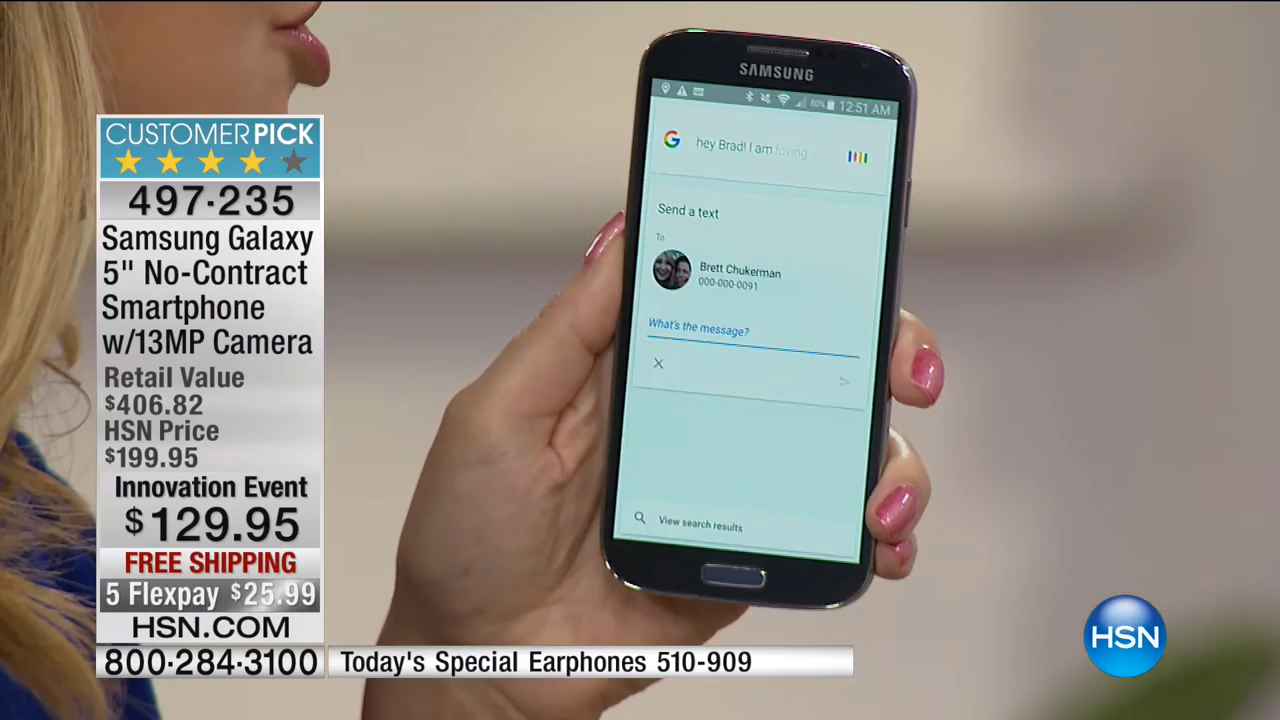 CUSTOMERPICK
497-235
Samsung Galaxy
5" No-Contract
Smartphone
w/13MP Camera
Retail Value
$406.82
HSN Price
$199.95
Innovation Event
$129.95
FREE SHIPPING
5 Flexpay $25.99
HSN.COM
800-284-3100
Today's Special Earphones 510-909
SAMSUNG
80% 12:51 AM
G hey Brad! I am loving
Send a text
To
Brett Chukerman
000-000-0091
What's the message?
View search results
HSN